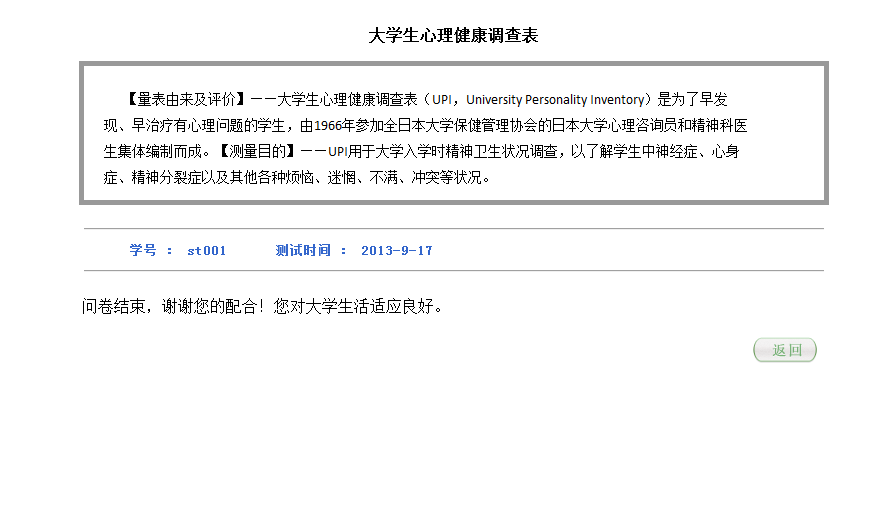 大学生心理健康调查表
【量表由来及评价】——大学生心理健康调查表（UPI，University Personality Inventory）是为了早发
现、早治疗有心理问题的学生，由1966年参加全日本大学保健管理协会的日本大学心理咨询员和精神科医
生集体编制而成。【测量目的】——UPI用于大学入学时精神卫生状况调查，以了解学生中神经症、心身
症、精神分裂症以及其他各种烦恼、迷惘、不满、冲突等状况。
学号 ： st001 测试时间 ： 2013-9-17
问卷结束，谢谢您的配合！您对大学生活适应良好。
返回